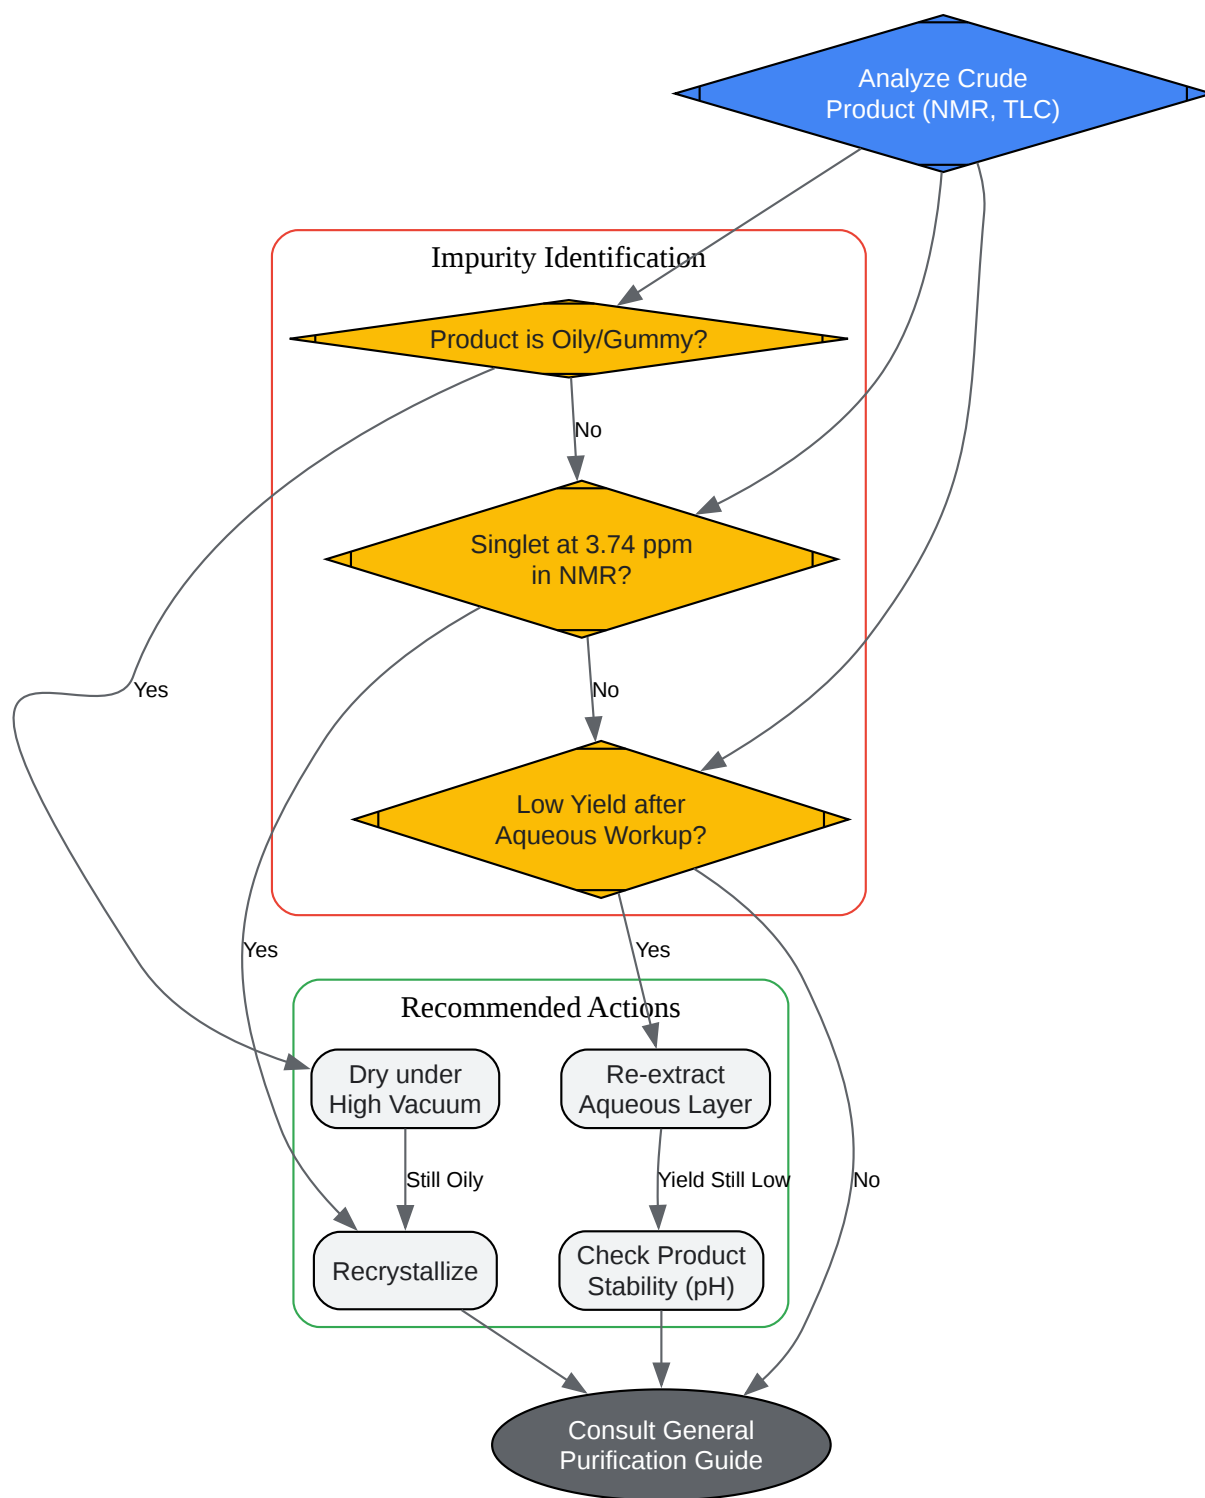 Analyze Crude
Product (NMR, TLC)
Impurity Identification
Product is Oily/Gummy?
No
Singlet at 3.74 ppm
in NMR?
Yes
No
Low Yield after
Aqueous Workup?
Yes
Yes
Recommended Actions
Dry under
High Vacuum
Re-extract
Aqueous Layer
Still Oily
Yield Still Low
No
Recrystallize
Check Product
Stability (pH)
Consult General
Purification Guide